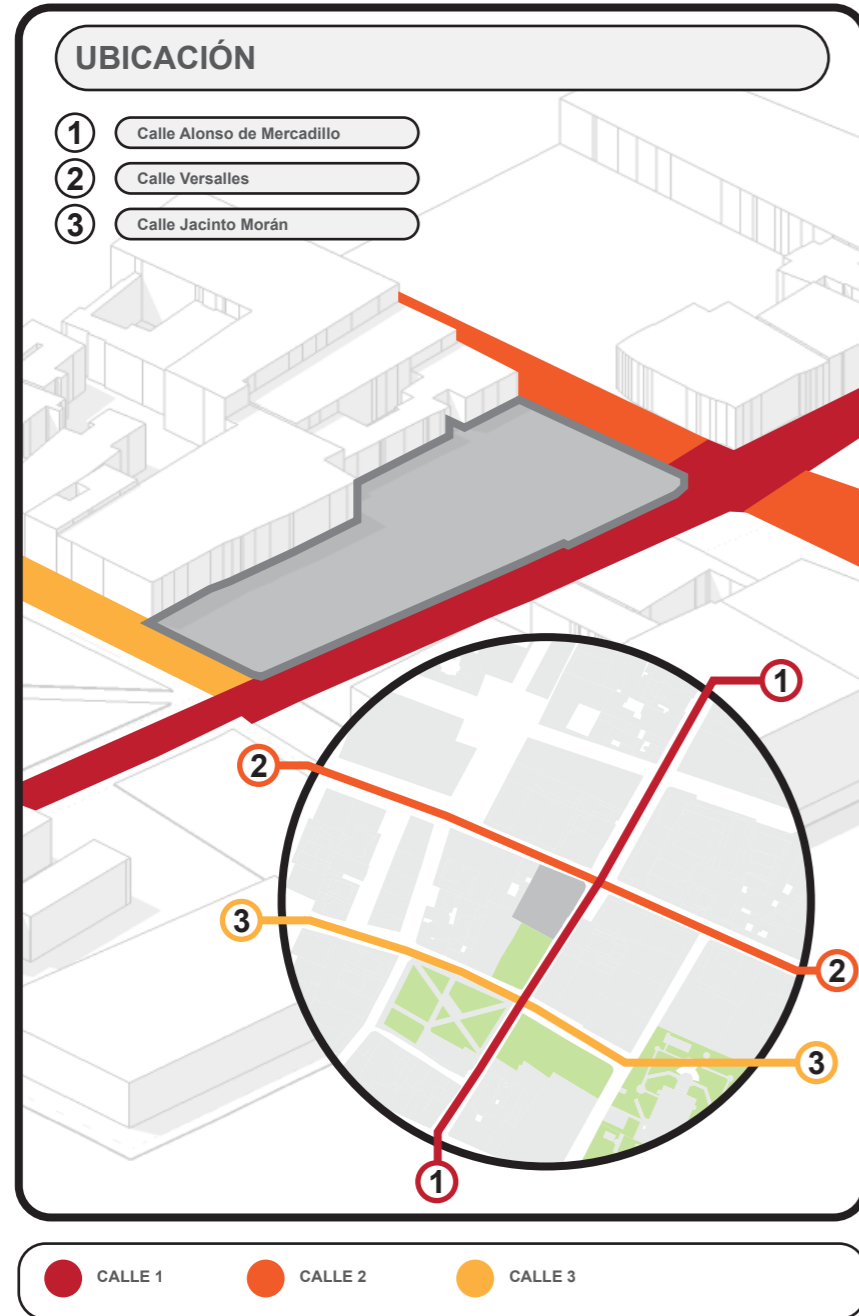 UBICACIÓN
1 Calle Alonso de Mercadillo
2 Calle Versalles
3 Calle Jacinto Morán
1
2
3
2
3
1
CALLE 1 CALLE 2 CALLE 3